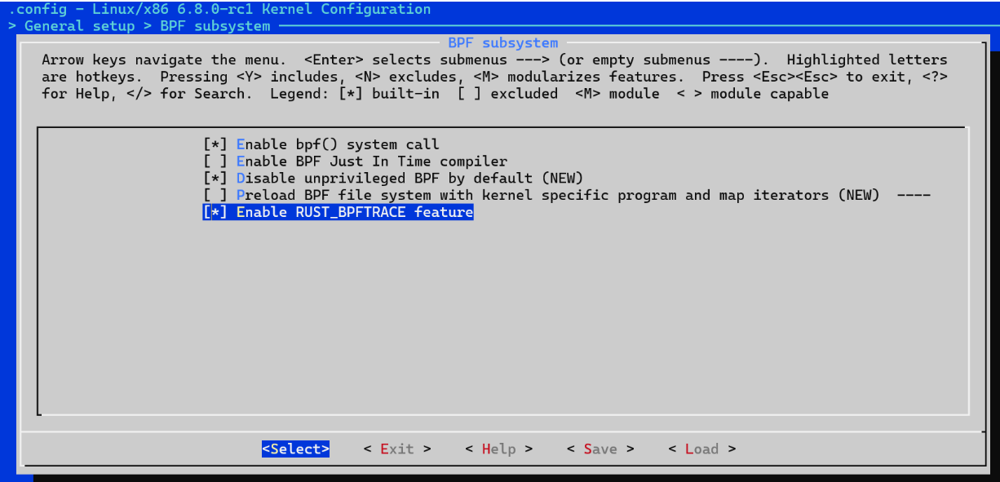 .config - Linux/x86 6.8.0-rc1 Kernel Configuration
> General setup > BPF subsystem
BPF subsystem
Arrow keys navigate the menu.  <Enter> selects submenus ---> (or empty submenus ----).  Highlighted letters
are hotkeys.  Pressing <Y> includes, <N> excludes, <M> modularizes features.  Press <Esc><Esc> to exit, <?>
for Help, </> for Search.  Legend: [*] built-in  [ ] excluded  <M> module  < > module capable
[*] Enable bpf() system call
[ ] Enable BPF Just In Time compiler
[*] Disable unprivileged BPF by default (NEW)
[ ] Preload BPF file system with kernel specific program and map iterators (NEW)  ----
[*] Enable RUST_BPFTRACE feature
<Select>    < Exit >    < Help >    < Save >    < Load >